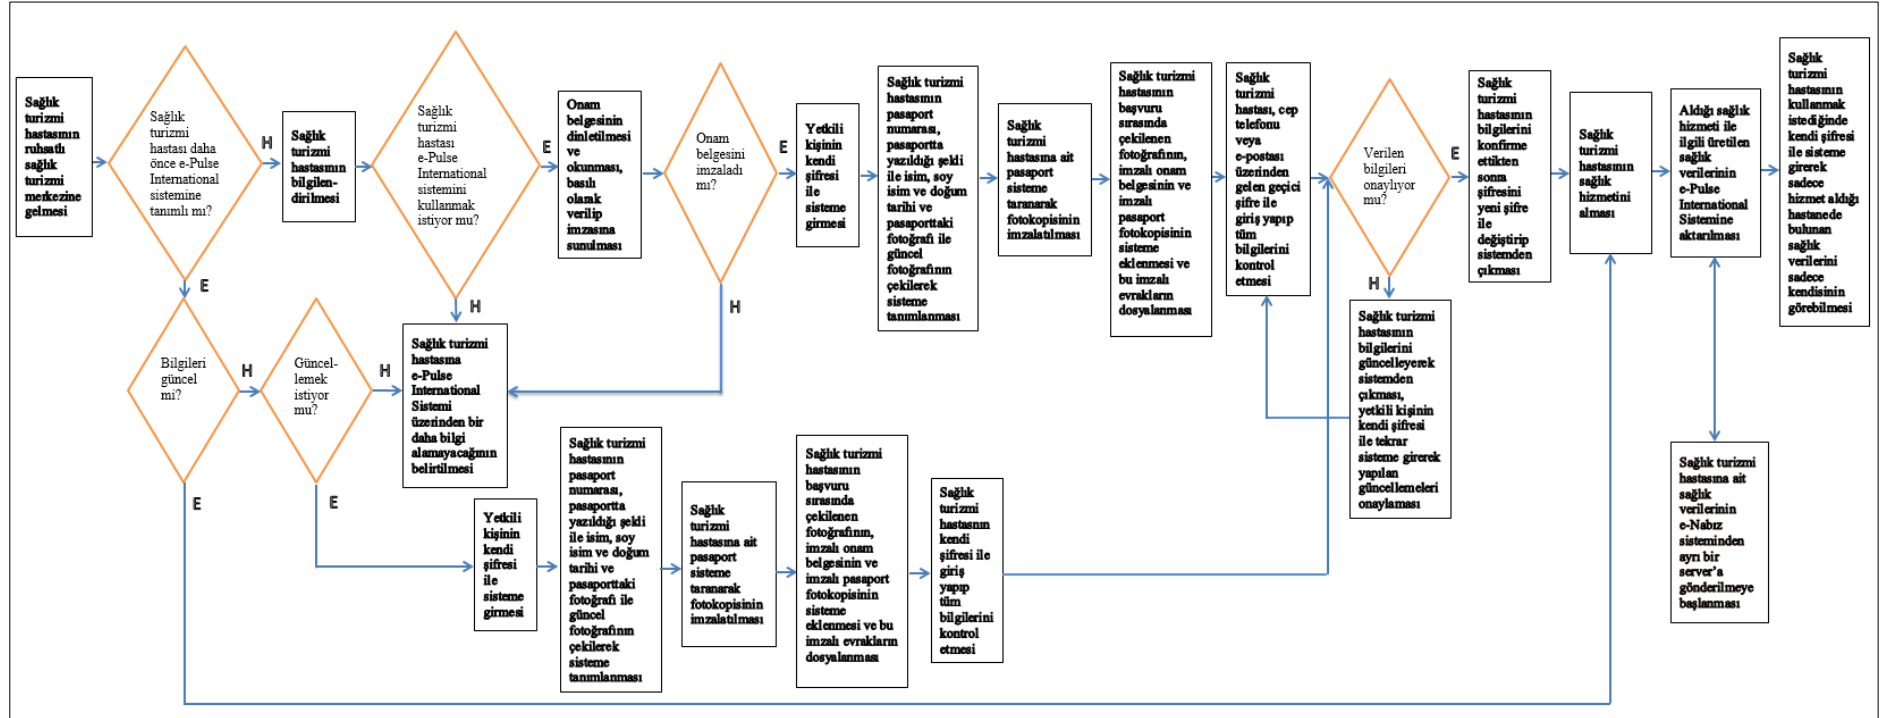 Sağlık
turizmi
hastasının
ruhsatlı
sağlık
turizmi
merkezine
gelmesi
Sağlık
turizmi
hastası daha
önce e-Pulse
International
sistemine
tanımlı mı?
H
E
Sağlık
turizmi
hastasının
bilgilen-
dirilmesi
Sağlık
turizmi
hastası
e-Pulse
International
sistemini
kullanmak
istiyor mu?
E
H
Onam
belgesinin
dinletilmesi
ve
okunması,
basılı
olarak
verilip
imzasına
sunulması
Onam
belgesini
imzaladı
mı?
E
H
Yetkili
kişinin
kendi
şifresi
ile
sisteme
girmesi
Sağlık turizmi
hastasının
pasaport
numarası,
pasaportta
yazıldığı şekli
ile isim, soy
isim ve doğum
tarihi ve
pasaporttaki
fotoğrafı ile
güncel
fotoğrafının
çekilerek
sisteme
tanımlanması
Sağlık
turizmi
hastasına ait
pasaport
sisteme
taranarak
fotokopisinin
imzalatılması
Sağlık turizmi
hastasının
başvuru
sırasında
çekilenen
fotoğrafının,
imzalı onam
belgesinin ve
imzalı
pasaport
fotokopisinin
sisteme
eklenmesi ve
bu imzalı
evrakların
dosyalanması
Sağlık
turizmi
hastası, cep
telefonu
veya
e-postası
üzerinden
gelen geçici
şifre ile
giriş yapıp
tüm
bilgilerini
kontrol
etmesi
Verilen
bilgileri
onaylıyor
mu?
E
H
Sağlık
turizmi
hastasının
bilgilerini
konfirme
ettikten
sonra
şifresini
yeni şifre
ile
değiştirip
sistemden
çıkması
Sağlık
turizmi
hastasının
sağlık
hizmetini
alması
Aldığı sağlık
hizmeti ile
ilgili üretilen
sağlık
verilerinin
e-Pulse
International
Sistemine
aktarılması
Sağlık
turizmi
hastasının
kullanmak
istediğinde
kendi şifresi
ile sisteme
girerek
sadece
hizmet aldığı
hastanede
bulunan
sağlık
verilerini
sadece
kendisinin
görebilmesi
Bilgileri
güncel
mi?
H
E
Güncel-
lemek
istiyor
mu?
H
E
Sağlık turizmi
hastasına
e-Pulse
International
Sistemi
üzerinden bir
daha bilgi
alamayacağının
belirtilmesi
Sağlık turizmi
hastasının
bilgilerini
güncelleyerek
sistemden
çıkması,
yetkili kişinin
kendi şifresi
ile tekrar
sisteme girerek
yapılan
güncellemeleri
onaylaması
Yetkili
kişinin
kendi
şifresi
ile
sisteme
girmesi
Sağlık turizmi
hastasının
pasaport
numarası,
pasaportta
yazıldığı şekli
ile isim, soy
isim ve doğum
tarihi ve
pasaporttaki
fotoğrafı ile
güncel
fotoğrafının
çekilerek
sisteme
tanımlanması
Sağlık
turizmi
hastasına ait
pasaport
sisteme
taranarak
fotokopisinin
imzalatılması
Sağlık turizmi
hastasının
başvuru
sırasında
çekilenen
fotoğrafının,
imzalı onam
belgesinin ve
imzalı pasaport
fotokopisinin
sisteme
eklenmesi ve bu
imzalı evrakların
dosyalanması
Sağlık
turizmi
hastasnın
kendi
şifresi ile
giriş
yapıp
tüm
bilgilerini
kontrol
etmesi
Sağlık turizmi
hastasına ait
sağlık
verilerinin
e-Nabız
sisteminden
ayrı bir
server'a
gönderilmeye
başlanması